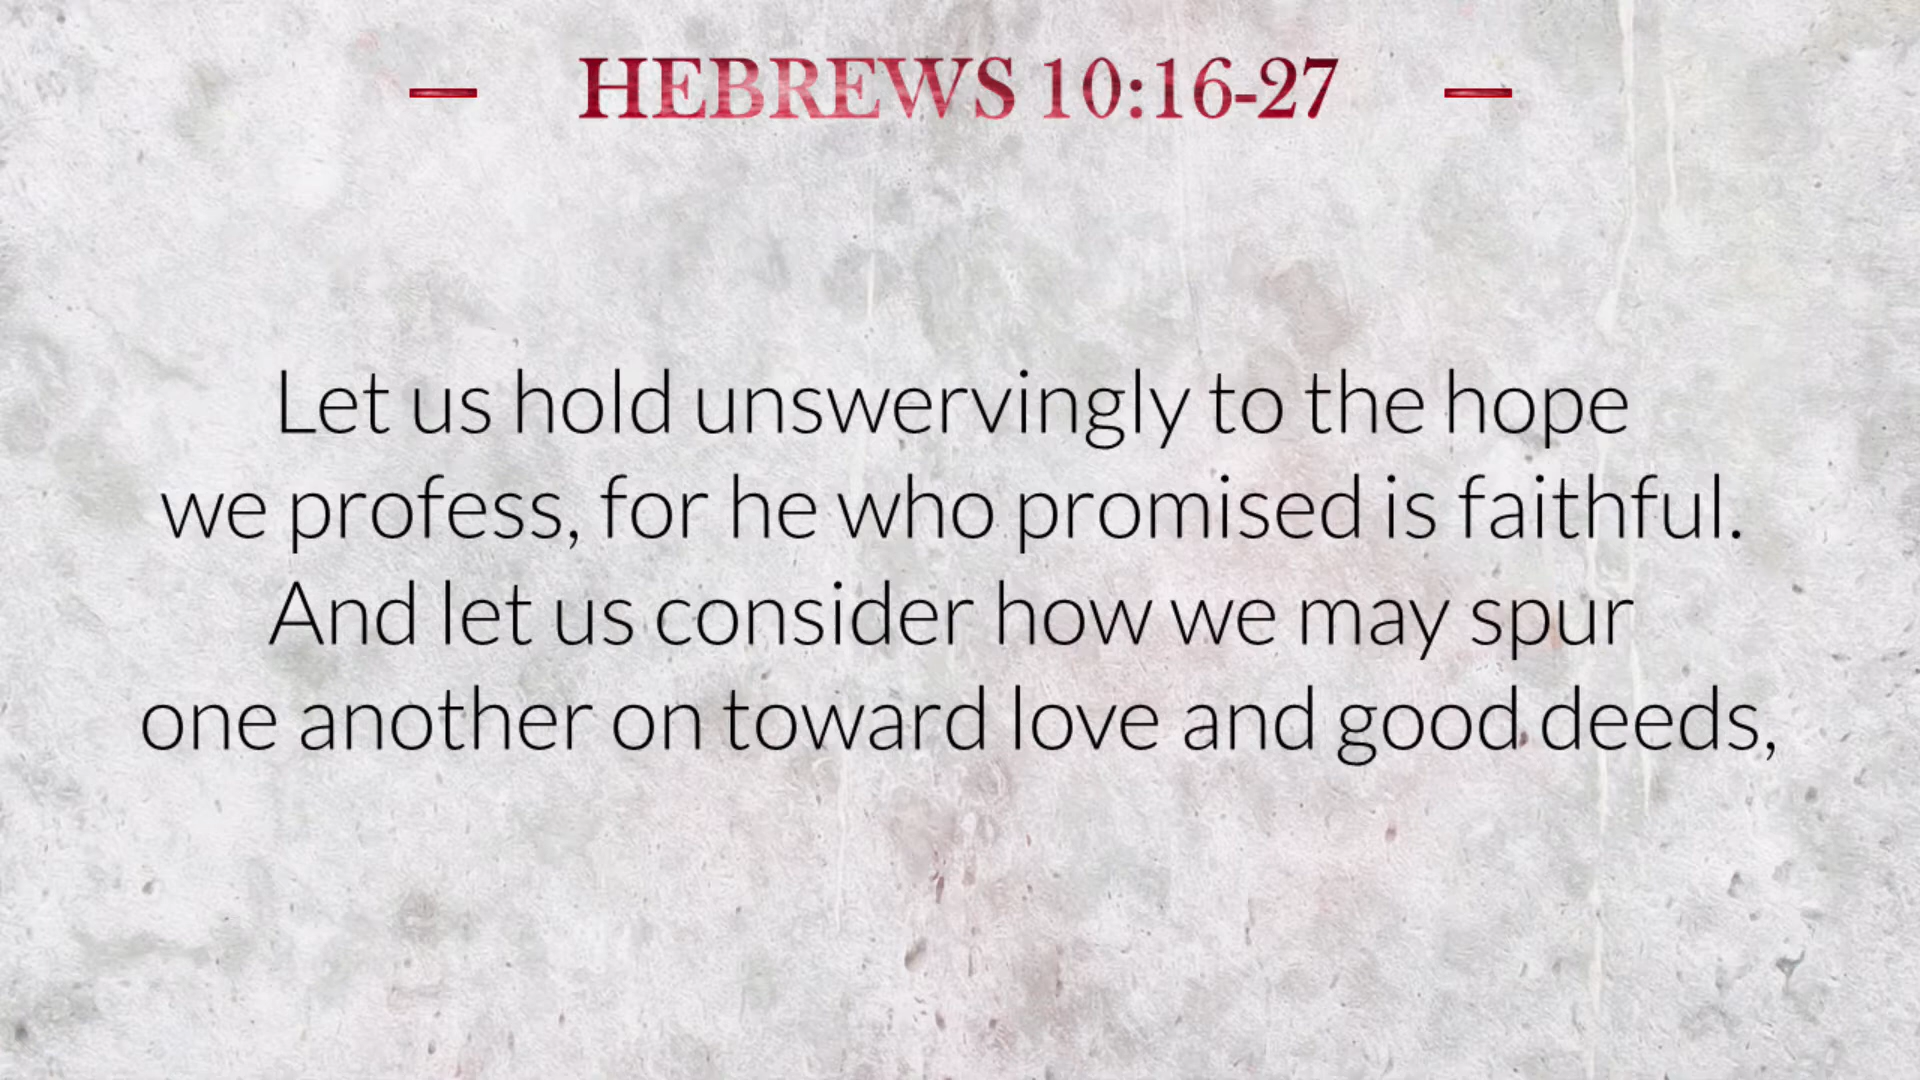 HEBREWS 10:16-27
Let us hold unswervingly to the hope
we profess, for he who promised is faithful.
And let us consider how we may spur
one another on toward love and good deeds,